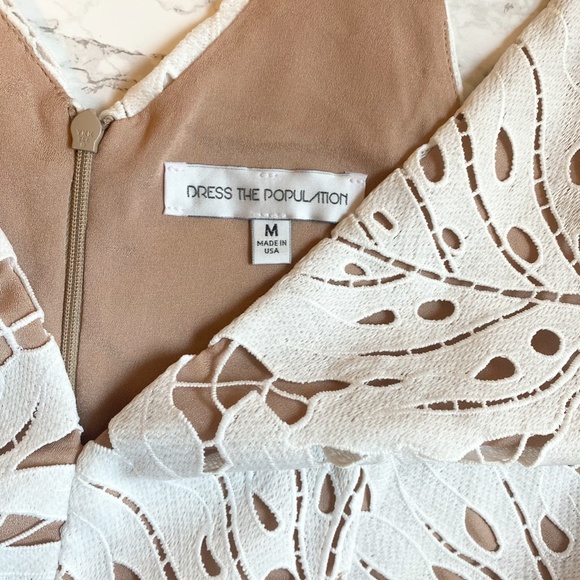 DRESS THE POPULATION
M
MADE IN
USA